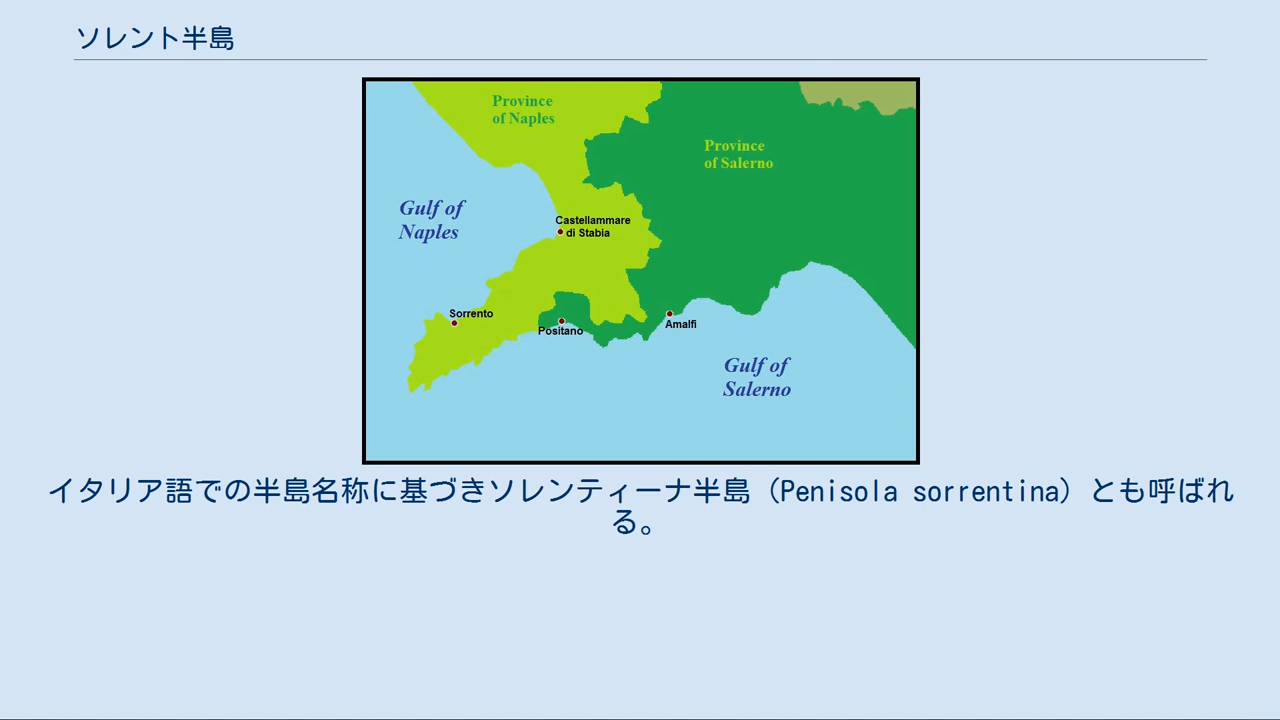 ソレント半島
Province
of Naples
Province
of Salerno
Gulf of
Naples
Castellammare
di Stabia
Sorrento
Positano
Amalfi
Gulf of
Salerno
イタリア語での半島名称に基づきソレンティーナ半島（Penisola sorrentina）とも呼ばれ
る。